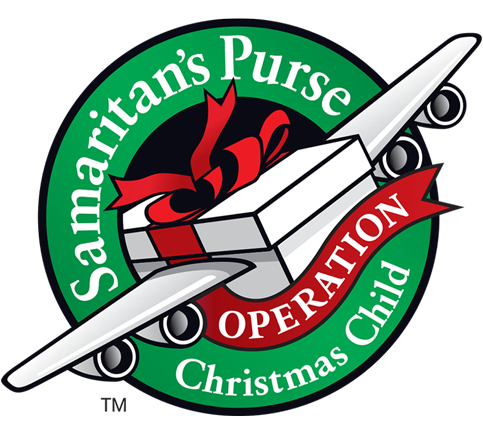 Samaritan's Purse
OPERATION
Christmas Child
TM